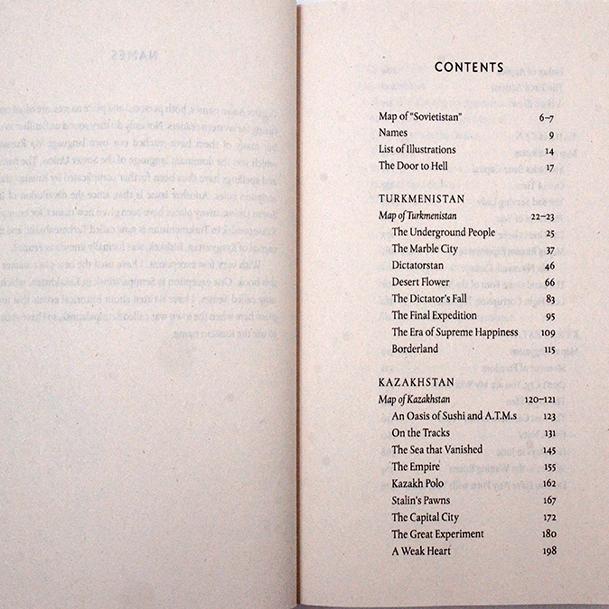 CONTENTS
Map of "Sovietistan" 6–7
Names 9
List of Illustrations 14
The Door to Hell 17
TURKMENISTAN
Map of Turkmenistan 22–23
The Underground People 25
The Marble City 37
Dictatorstan 46
Desert Flower 66
The Dictator's Fall 83
The Final Expedition 95
The Era of Supreme Happiness 109
Borderland 115
KAZAKHSTAN
Map of Kazakhstan 120–121
An Oasis of Sushi and A.T.M.s 123
On the Tracks 131
The Sea that Vanished 145
The Empire 155
Kazakh Polo 162
Stalin's Pawns 167
The Capital City 172
The Great Experiment 180
A Weak Heart 198